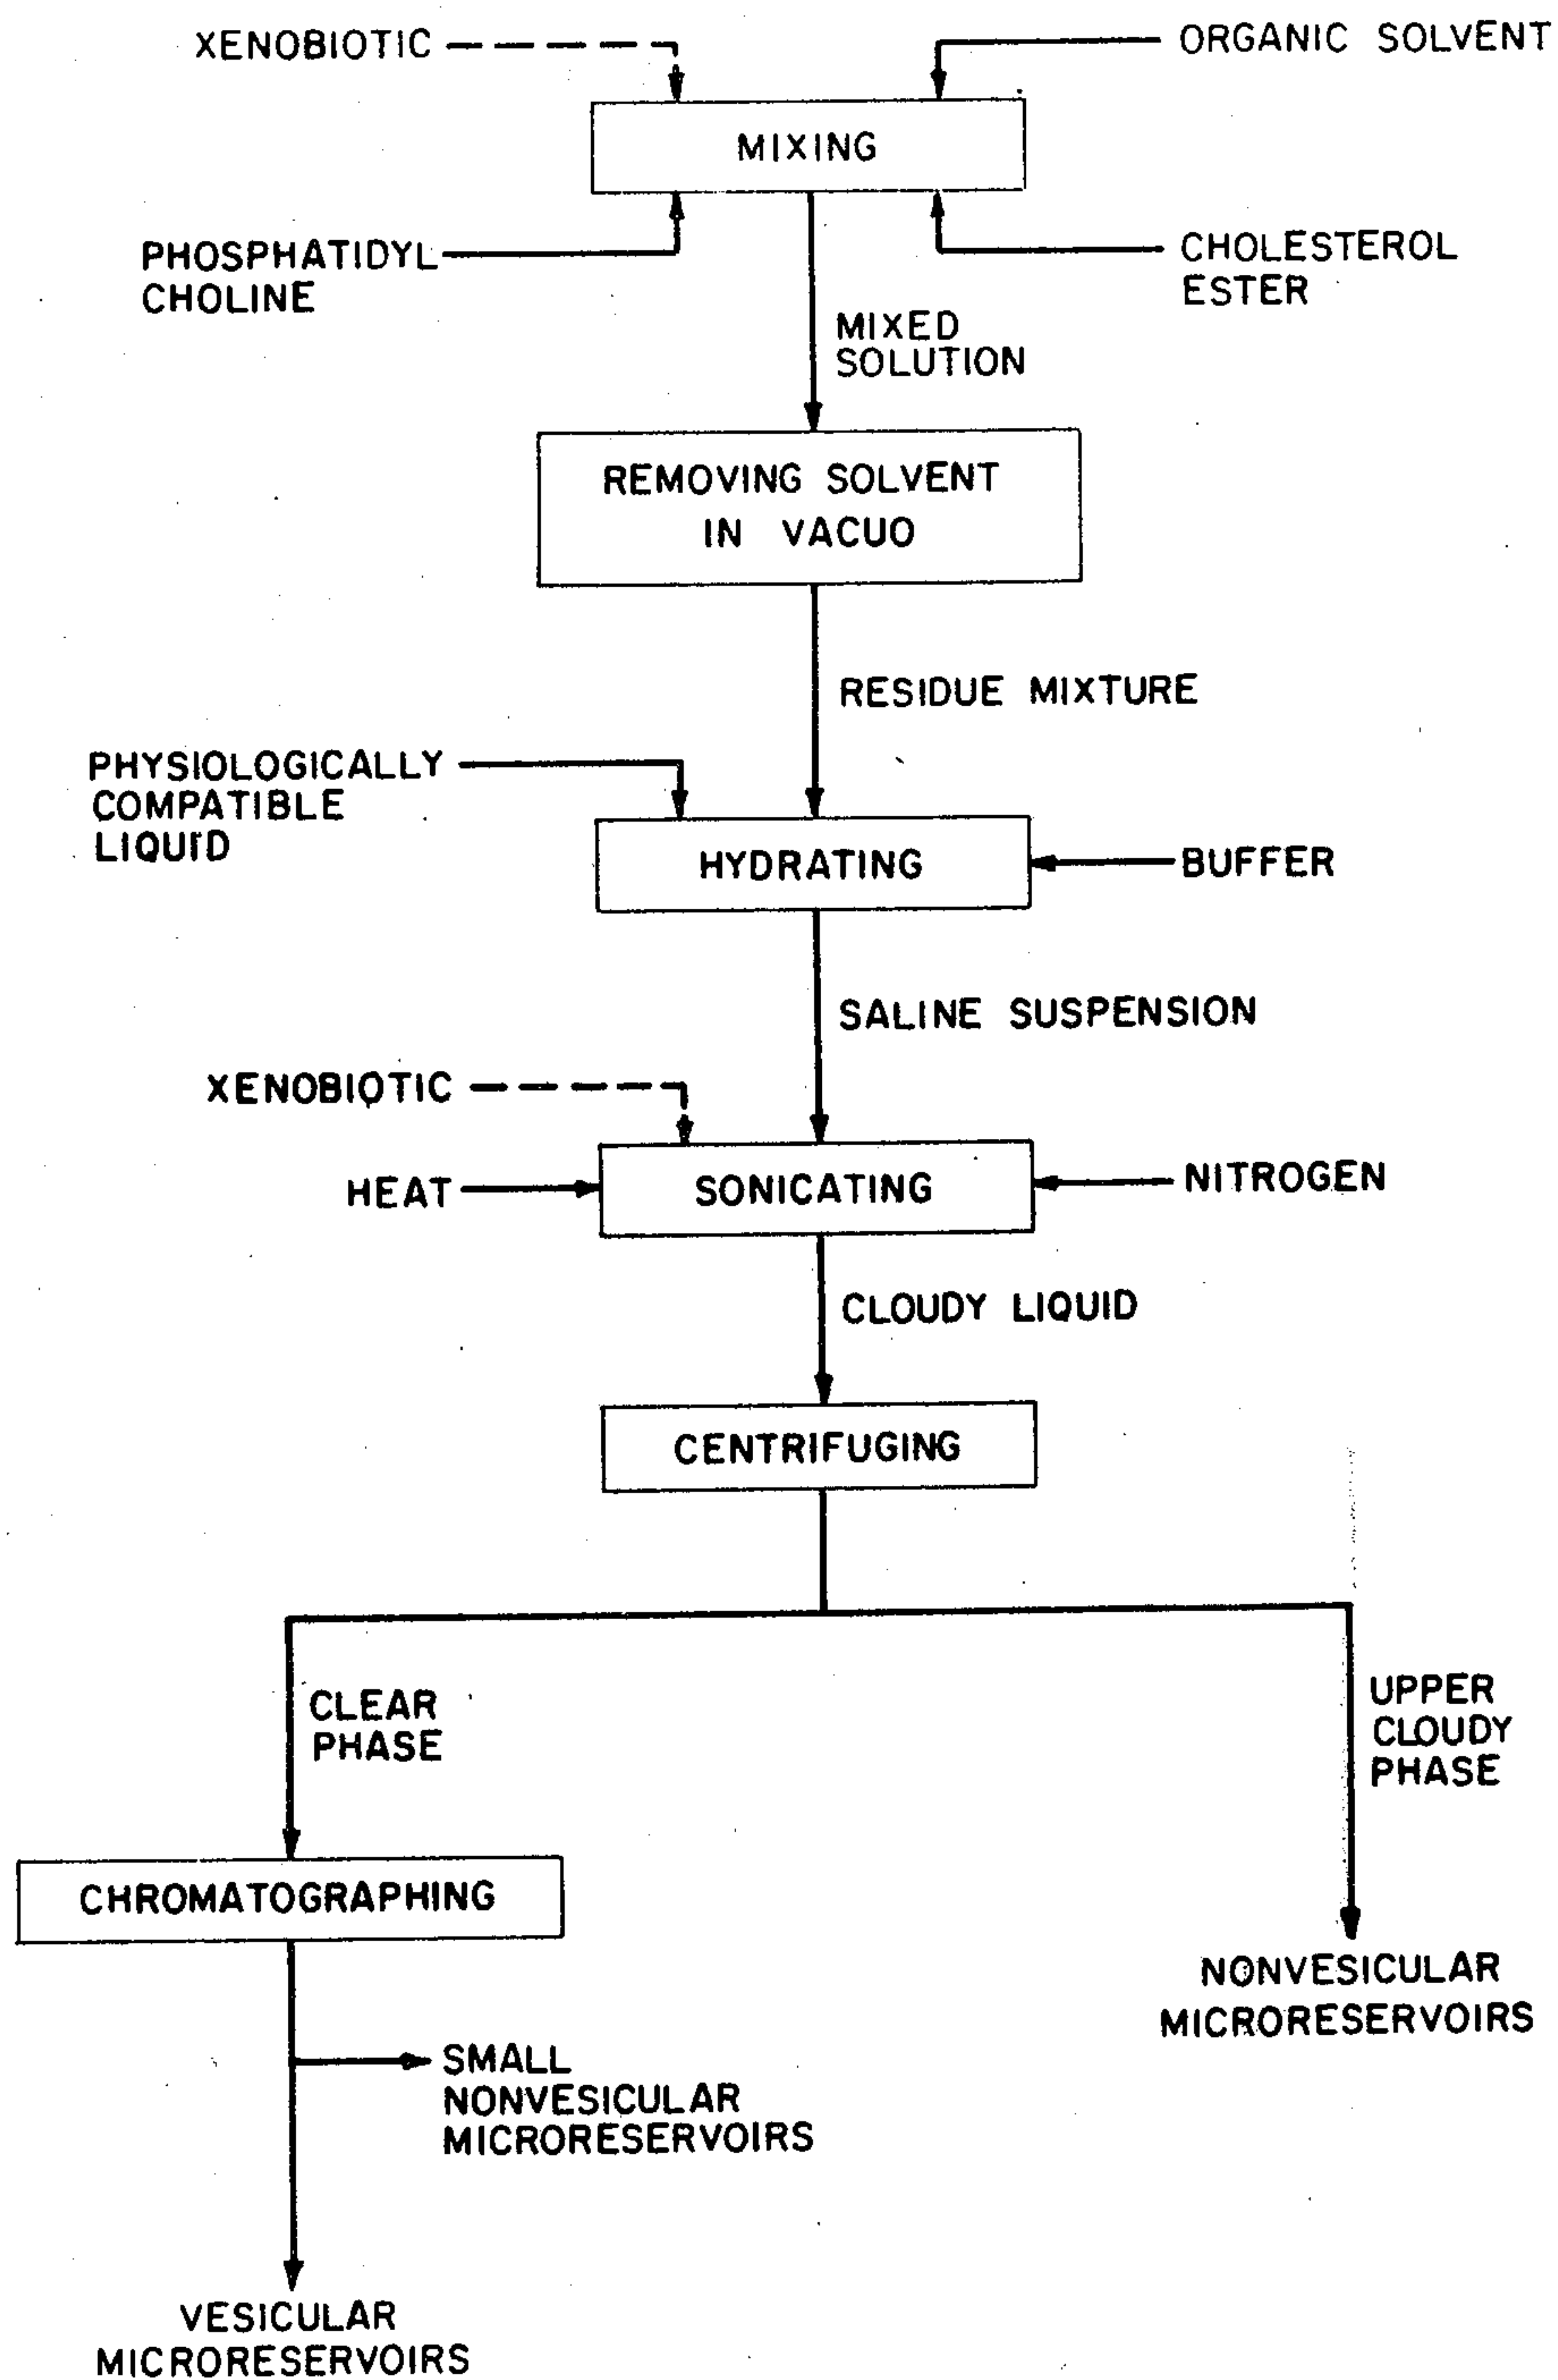 XENOBIOTIC
ORGANIC SOLVENT
MIXING
PHOSPHATIDYL
CHOLINE
CHOLESTEROL
ESTER
MIXED
SOLUTION
REMOVING SOLVENT
IN VACUO
RESIDUE MIXTURE
PHYSIOLOGICALLY
COMPATIBLE
LIQUID
HYDRATING
BUFFER
SALINE SUSPENSION
XENOBIOTIC
HEAT
SONICATING
NITROGEN
CLOUDY LIQUID
CENTRIFUGING
CLEAR
PHASE
UPPER
CLOUDY
PHASE
CHROMATOGRAPHING
NONVESICULAR
MICRORESERVOIRS
SMALL
NONVESICULAR
MICRORESERVOIRS
VESICULAR
MICRORESERVOIRS